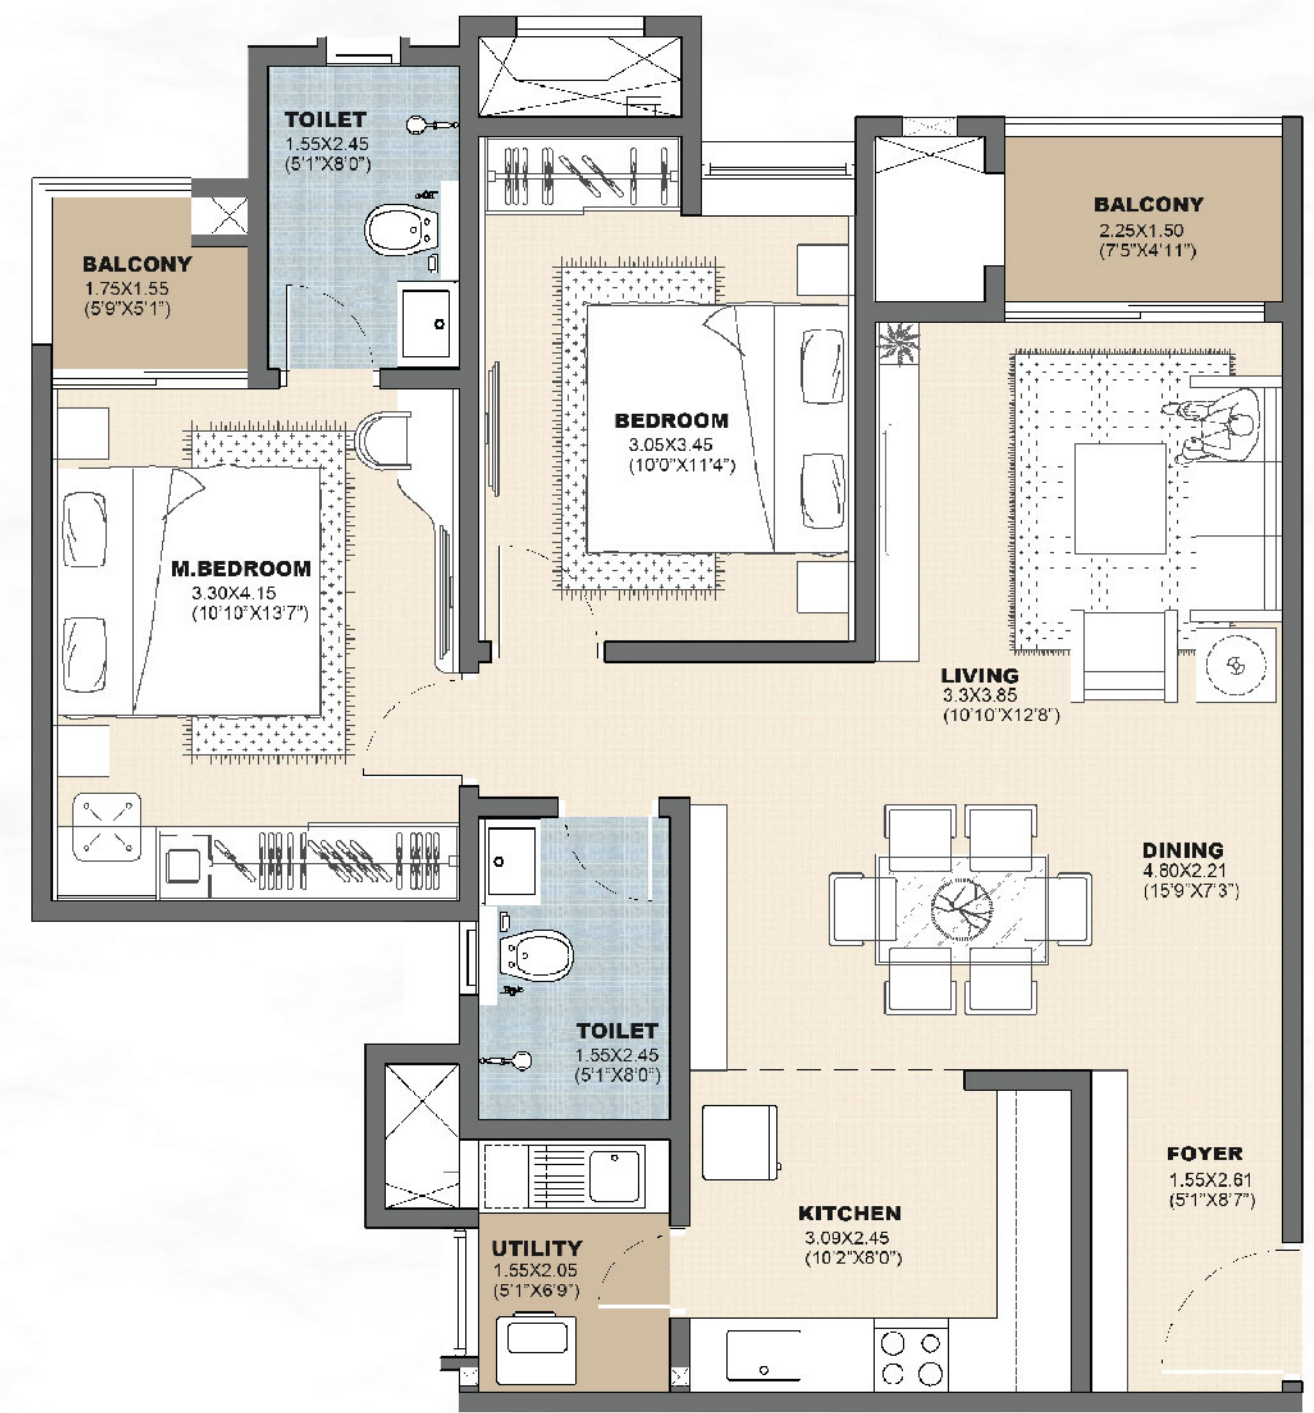 TOILET
1.55X2.45
(5'1"X8'0")
BALCONY
2.25X1.50
(7'5"X4'11")
BALCONY
1.75X1.55
(5'9"X5'1")
BEDROOM
3.05X3.45
(10'0"X11'4")
M.BEDROOM
3.30X4.15
(10'10"X13'7")
LIVING
3.3X3.85
(10'10"X12'8")
DINING
4.80X2.21
(15'9"X7'3")
TOILET
1.55X2.45
(5'1"X8'0")
FOYER
1.55X2.61
(5'1"X8'7")
KITCHEN
3.09X2.45
(10'2"X8'0")
UTILITY
1.55X2.05
(5'1"X6'9")